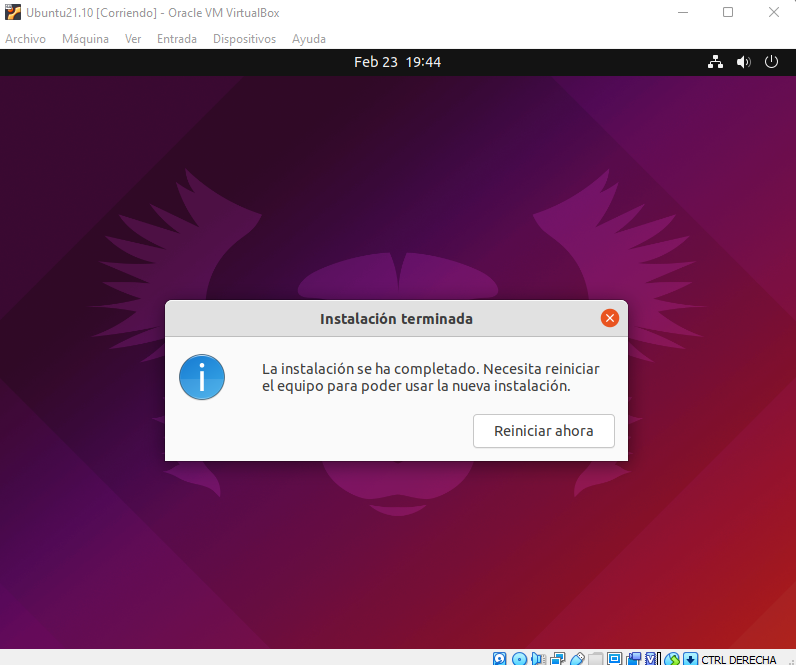 Ubuntu21.10 [Corriendo] - Oracle VM VirtualBox
Archivo Máquina Ver Entrada Dispositivos Ayuda
Feb 23 19:44
Instalación terminada
La instalación se ha completado. Necesita reiniciar
el equipo para poder usar la nueva instalación.
Reiniciar ahora
CTRL DERECHA